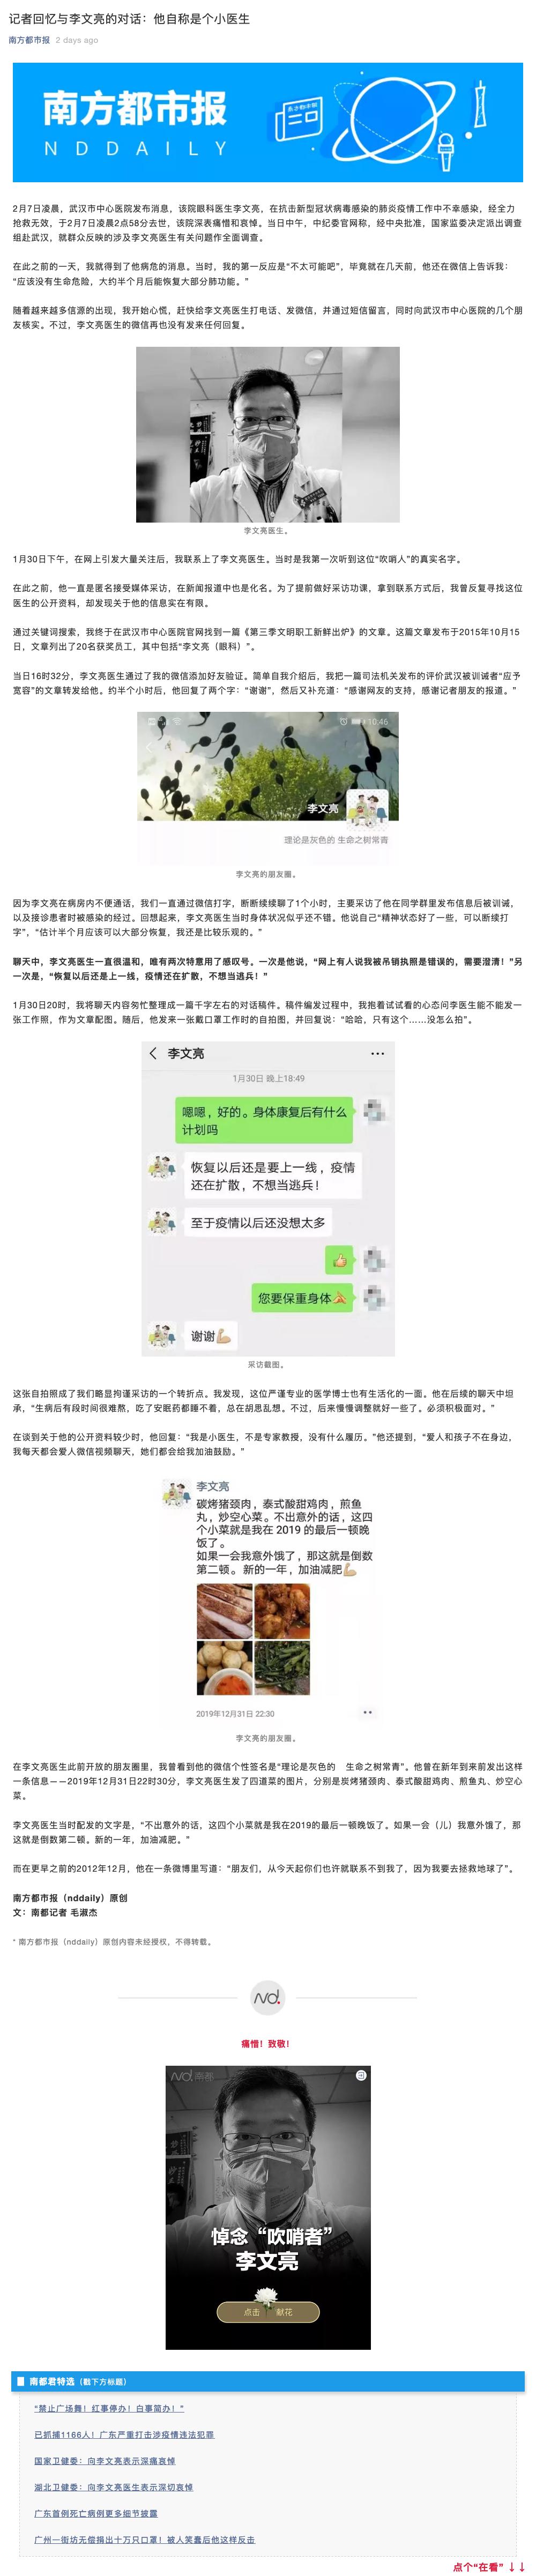 记者回忆与李文亮的对话：他自称是个小医生
南方都市报 2 days ago
南方都市报
NDDAILY
2月7日凌晨，武汉市中心医院发布消息，该院眼科医生李文亮，在抗击新型冠状病毒感染的肺炎疫情工作中不幸感染，经全力
抢救无效，于2月7日凌晨2点58分去世，该院深表痛惜和哀悼。当日中午，中纪委官网称，经中央批准，国家监委决定派出调查
组赴武汉，就群众反映的涉及李文亮医生有关问题作全面调查。
在此之前的一天，我就得到了他病危的消息。当时，我的第一反应是“不太可能吧”，毕竟就在几天前，他还在微信上告诉我：
“应该没有生命危险，大约半个月后能恢复大部分肺功能。”
随着越来越多信源的出现，我开始心慌，赶快给李文亮医生打电话、发微信，并通过短信留言，同时向武汉市中心医院的几个朋
友核实。不过，李文亮医生的微信再也没有发来任何回复。
李文亮医生。
1月30日下午，在网上引发大量关注后，我联系上了李文亮医生。当时是我第一次听到这位“吹哨人”的真实名字。
在此之前，他一直是匿名接受媒体采访，在新闻报道中也是化名。为了提前做好采访功课，拿到联系方式后，我曾反复寻找这位
医生的公开资料，却发现关于他的信息实在有限。
通过关键词搜索，我终于在武汉市中心医院官网找到一篇《第三季文明职工新鲜出炉》的文章。这篇文章发布于2015年10月15
日，文章列出了20名获奖员工，其中包括“李文亮（眼科）”。
当日16时32分，李文亮医生通过了我的微信添加好友验证。简单自我介绍后，我把一篇司法机关发布的评价武汉被训诫者“应予
宽容”的文章转发给他。约半个小时后，他回复了两个字：“谢谢”，然后又补充道：“感谢网友的支持，感谢记者朋友的报道。”
10:46
李文亮
理论是灰色的 生命之树常青
李文亮的朋友圈。
因为李文亮在病房内不便通话，我们一直通过微信打字，断断续续聊了1个小时，主要采访了他在同学群里发布信息后被训诫，
以及接诊患者时被感染的经过。回想起来，李文亮医生当时身体状况似乎还不错。他说自己“精神状态好了一些，可以断续打
字”，“估计半个月应该可以大部分恢复，我还是比较乐观的。”
聊天中，李文亮医生一直很温和，唯有两次特意用了感叹号。一次是他说，“网上有人说我被吊销执照是错误的，需要澄清！”另
一次是，“恢复以后还是上一线，疫情还在扩散，不想当逃兵！”
1月30日20时，我将聊天内容匆忙整理成一篇千字左右的对话稿件。稿件编发过程中，我抱着试试看的心态问李医生能不能发一
张工作照，作为文章配图。随后，他发来一张戴口罩工作时的自拍图，并回复说：“哈哈，只有这个……没怎么拍”。
李文亮
1月30日 晚上18:49
嗯嗯，好的。身体康复后有什么
计划吗
恢复以后还是要上一线，疫情
还在扩散，不想当逃兵！
至于疫情以后还没想太多
您要保重身体
谢谢
采访截图。
这张自拍照成了我们略显拘谨采访的一个转折点。我发现，这位严谨专业的医学博士也有生活化的一面。他在后续的聊天中坦
承，“生病后有段时间很难熬，吃了安眠药都睡不着，总在胡思乱想。不过，后来慢慢调整就好一些了。必须积极面对。”
在谈到关于他的公开资料较少时，他回复：“我是小医生，不是专家教授，没有什么履历。”他还提到，“爱人和孩子不在身边，
我每天都会爱人微信视频聊天，她们都会给我加油鼓励。”
李文亮
碳烤猪颈肉，泰式酸甜鸡肉，煎鱼
丸，炒空心菜。不出意外的话，这四
个小菜就是我在 2019 的最后一顿晚
饭了。
如果一会我意外饿了，那这就是倒数
第二顿。新的一年，加油减肥
2019年12月31日 22:30
李文亮的朋友圈。
在李文亮医生此前开放的朋友圈里，我曾看到他的微信个性签名是“理论是灰色的　生命之树常青”。他曾在新年到来前发出这样
一条信息——2019年12月31日22时30分，李文亮医生发了四道菜的图片，分别是炭烤猪颈肉、泰式酸甜鸡肉、煎鱼丸、炒空心
菜。
李文亮医生当时配发的文字是，“不出意外的话，这四个小菜就是我在2019的最后一顿晚饭了。如果一会（儿）我意外饿了，那
这就是倒数第二顿。新的一年，加油减肥。”
而在更早之前的2012年12月，他在一条微博里写道：“朋友们，从今天起你们也许就联系不到我了，因为我要去拯救地球了”。
南方都市报（nddaily）原创
文：南都记者 毛淑杰
* 南方都市报（nddaily）原创内容未经授权，不得转载。
Nd.
痛惜！致敬！
Nd 南都
悼念“吹哨者”
李文亮
点击 献花
南都君特选（戳下方标题）
“禁止广场舞！红事停办！白事简办！”
已抓捕1166人！广东严重打击涉疫情违法犯罪
国家卫健委：向李文亮表示深痛哀悼
湖北卫健委：向李文亮医生表示深切哀悼
广东首例死亡病例更多细节披露
广州一街坊无偿捐出十万只口罩！被人笑蠢后他这样反击
点个“在看” ↓↓